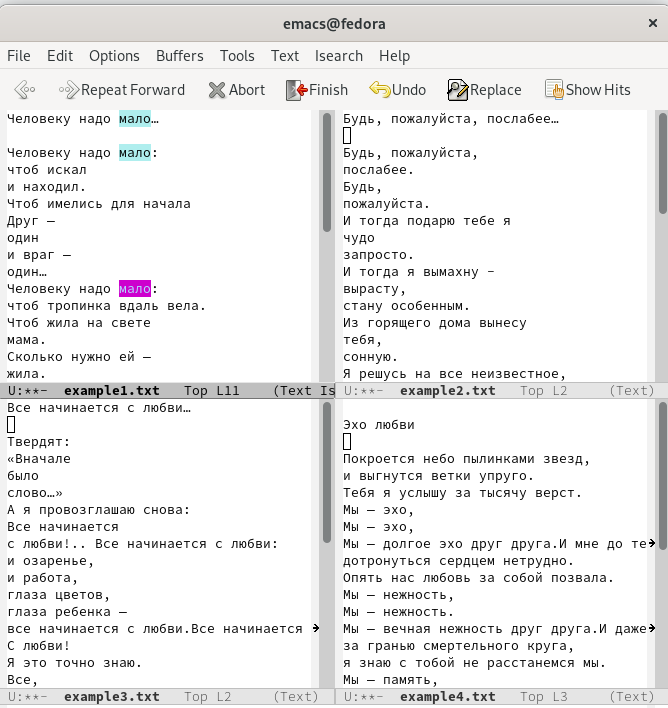 emacs@fedora ×
File Edit Options Buffers Tools Text Isearch Help
Repeat Forward Abort Finish Undo Replace Show Hits
Человеку надо мало…
Человеку надо мало:
чтоб искал
и находил.
Чтоб имелись для начала
Друг —
один
и враг —
один…
Человеку надо мало:
чтоб тропинка вдаль вела.
Чтоб жила на свете
мама.
Сколько нужно ей —
жила.
U:**- example1.txt Top L11 (Text Is
Будь, пожалуйста, послабее…
Будь, пожалуйста,
послабее.
Будь,
пожалуйста.
И тогда подарю тебе я
чудо
запросто.
И тогда я вымахну –
вырасту,
стану особенным.
Из горящего дома вынесу
тебя,
сонную.
Я решусь на все неизвестное,
U:**- example2.txt Top L2 (Text)
Все начинается с любви…
Твердят:
«Вначале
было
слово…»
А я провозглашаю снова:
Все начинается
с любви!.. Все начинается с любви:
и озаренье,
и работа,
глаза цветов,
глаза ребенка —
все начинается с любви.Все начинается
С любви!
Я это точно знаю.
Все,
U:**- example3.txt Top L2 (Text)
Эхо любви
Покроется небо пылинками звезд,
и выгнутся ветки упруго.
Тебя я услышу за тысячу верст.
Мы — эхо,
Мы — эхо,
Мы — долгое эхо друг друга.И мне до те
дотронуться сердцем нетрудно.
Опять нас любовь за собой позвала.
Мы — нежность,
Мы — нежность.
Мы — вечная нежность друг друга.И даже
за гранью смертельного круга,
я знаю с тобой не расстанемся мы.
Мы — память,
U:**- example4.txt Top L3 (Text)